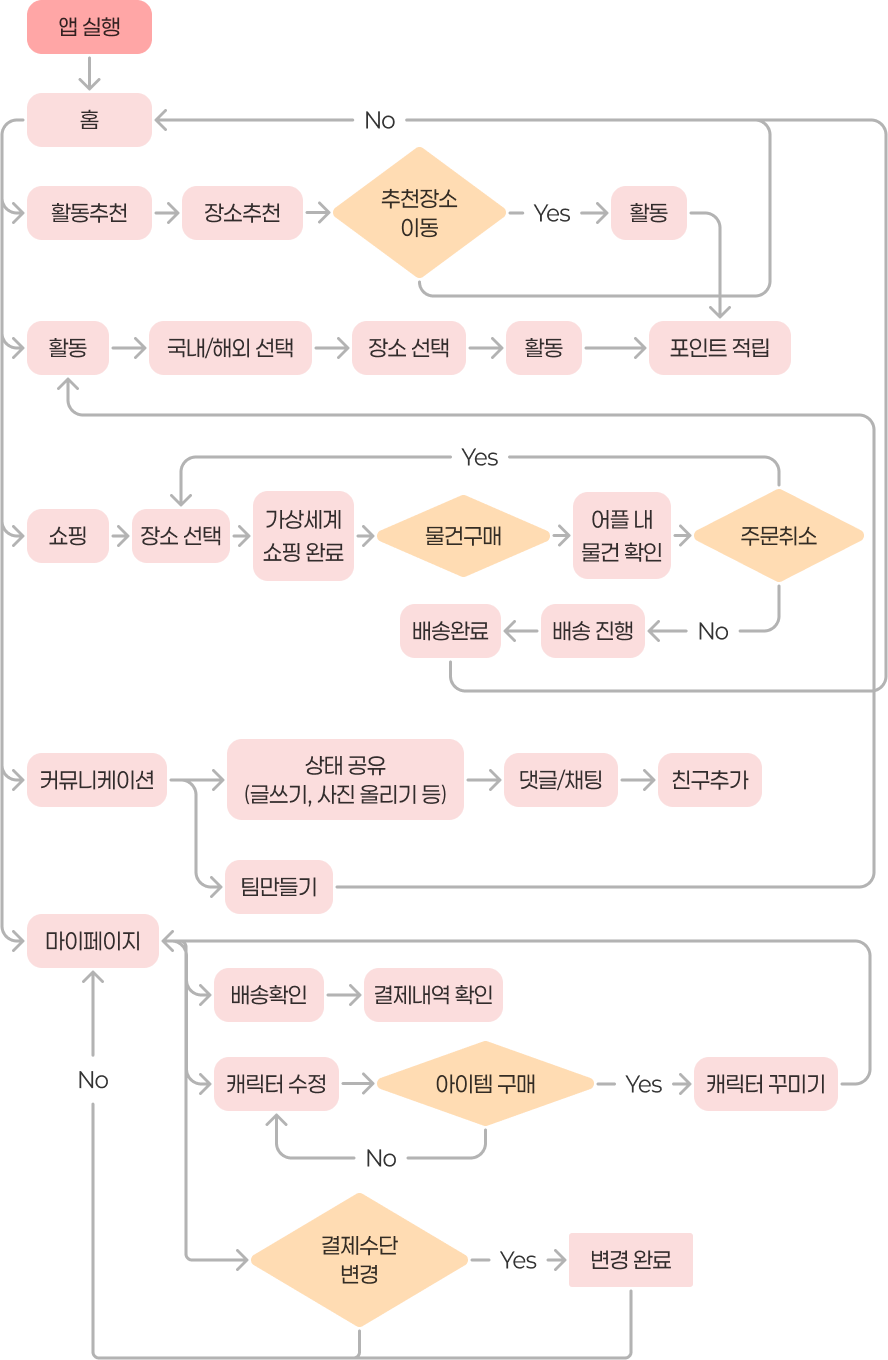 앱 실행
홈
No
활동추천
장소추천
추천장소
이동
Yes
활동
활동
국내/해외 선택
장소 선택
활동
포인트 적립
Yes
쇼핑
장소 선택
가상세계
쇼핑 완료
물건구매
어플 내
물건 확인
주문취소
배송완료
배송 진행
No
커뮤니케이션
상태 공유
(글쓰기, 사진 올리기 등)
댓글/채팅
친구추가
팀만들기
마이페이지
배송확인
결제내역 확인
No
캐릭터 수정
아이템 구매
Yes
캐릭터 꾸미기
No
결제수단
변경
Yes
변경 완료